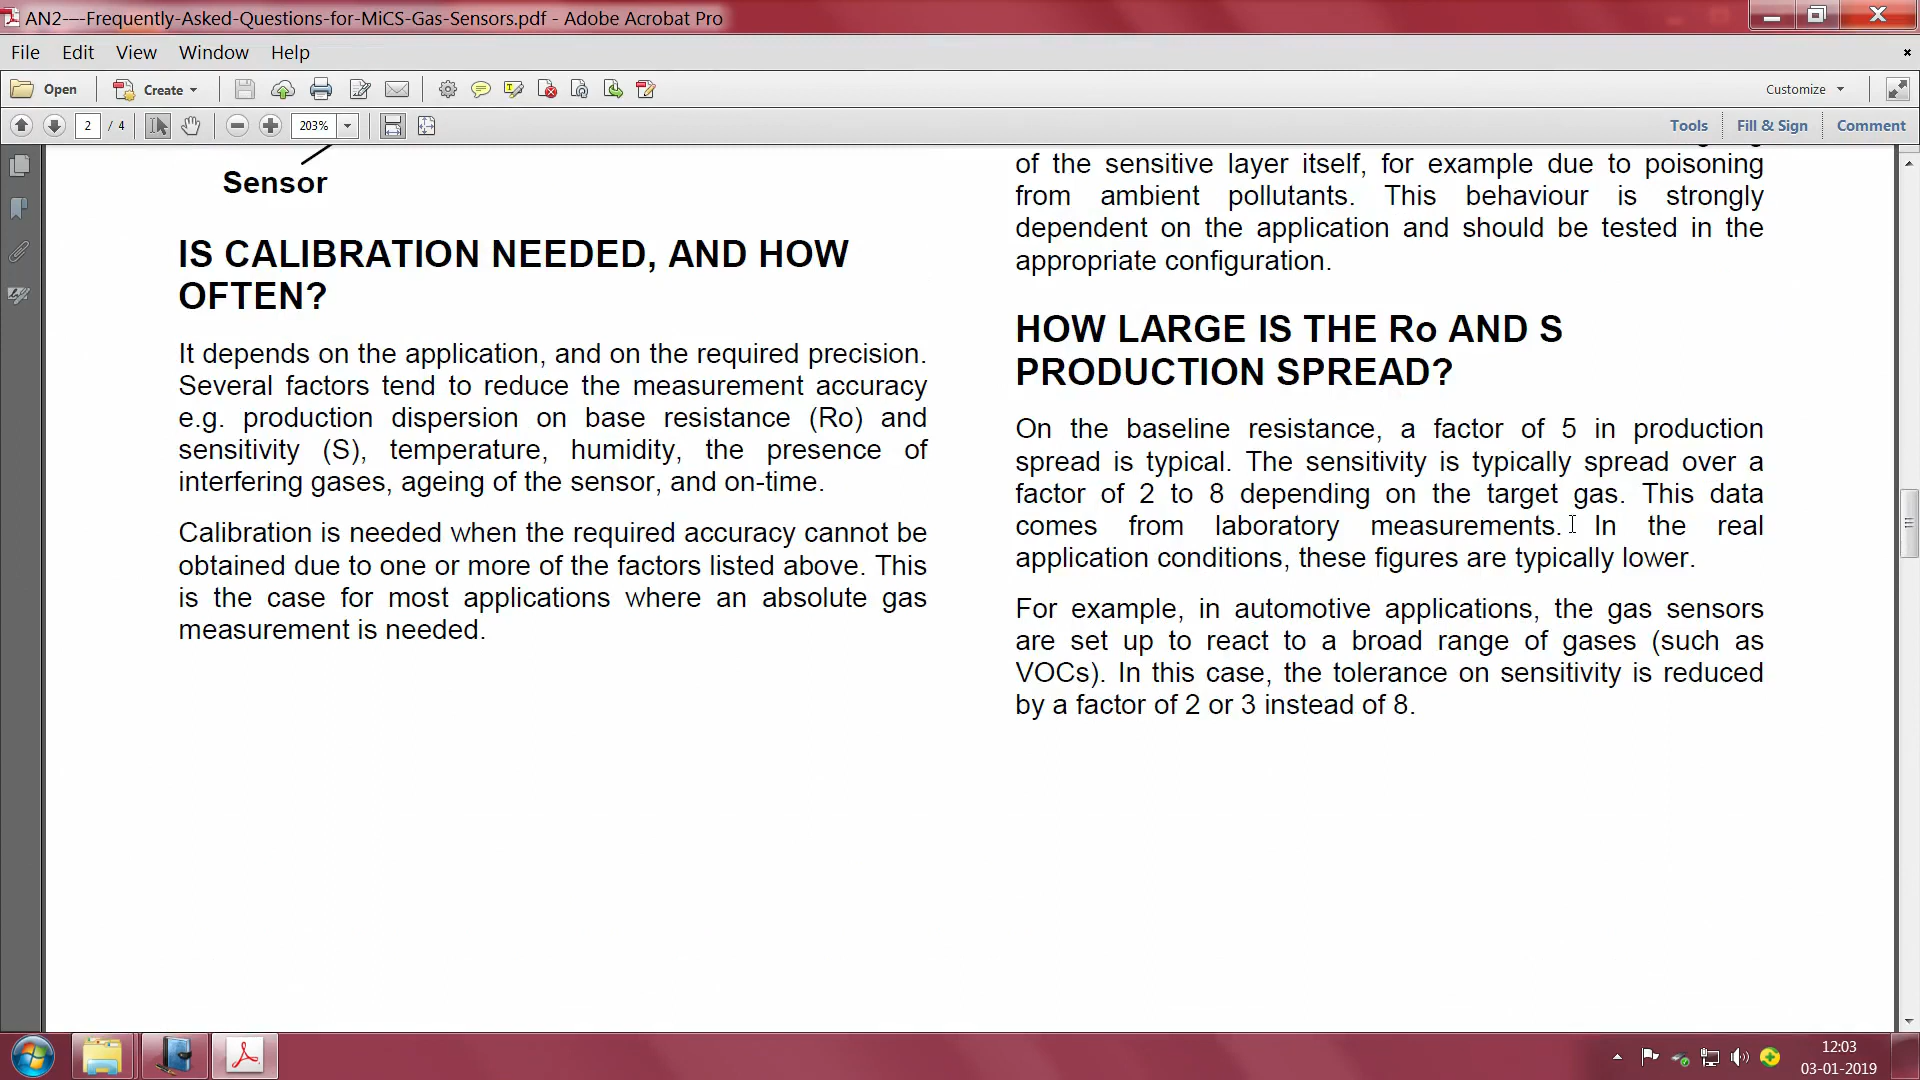 AN2-–-Frequently-Asked-Questions-for-MiCS-Gas-Sensors.pdf - Adobe Acrobat Pro
File Edit View Window Help
Open Create Customize
2 / 4 203% Tools Fill & Sign Comment
Sensor
IS CALIBRATION NEEDED, AND HOW
OFTEN?
It depends on the application, and on the required precision.
Several factors tend to reduce the measurement accuracy
e.g. production dispersion on base resistance (Ro) and
sensitivity (S), temperature, humidity, the presence of
interfering gases, ageing of the sensor, and on-time.
Calibration is needed when the required accuracy cannot be
obtained due to one or more of the factors listed above. This
is the case for most applications where an absolute gas
measurement is needed.
of the sensitive layer itself, for example due to poisoning
from ambient pollutants. This behaviour is strongly
dependent on the application and should be tested in the
appropriate configuration.
HOW LARGE IS THE Ro AND S
PRODUCTION SPREAD?
On the baseline resistance, a factor of 5 in production
spread is typical. The sensitivity is typically spread over a
factor of 2 to 8 depending on the target gas. This data
comes from laboratory measurements. In the real
application conditions, these figures are typically lower.
For example, in automotive applications, the gas sensors
are set up to react to a broad range of gases (such as
VOCs). In this case, the tolerance on sensitivity is reduced
by a factor of 2 or 3 instead of 8.
12:03
03-01-2019